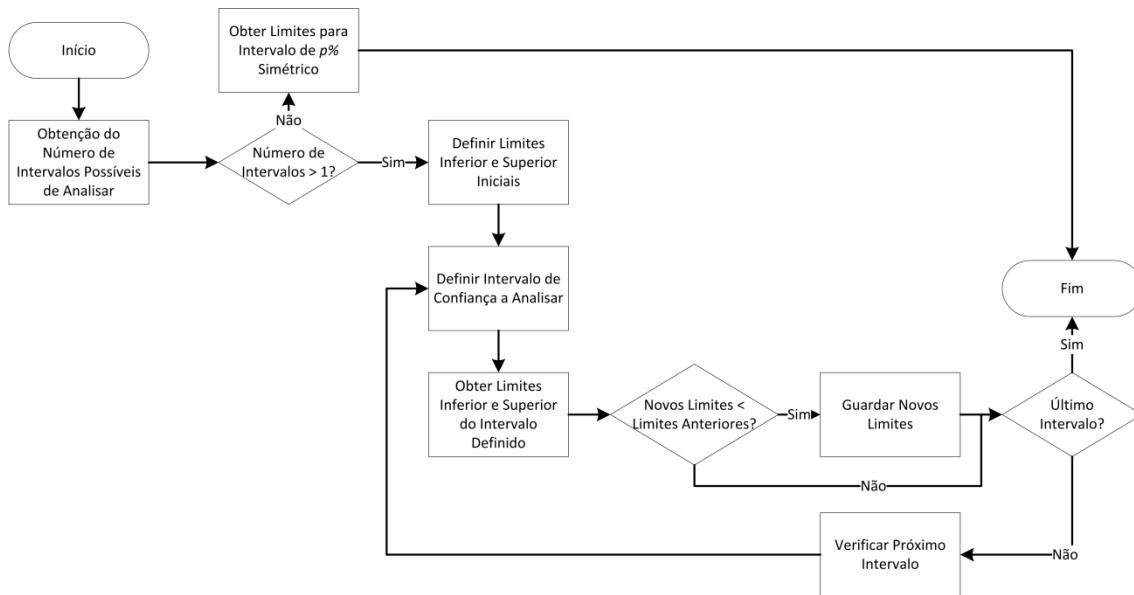 Início
Obtenção do
Número de
Intervalos Possíveis
de Analisar
Número de
Intervalos > 1?
Não
Obter Limites para
Intervalo de p%
Simétrico
Sim
Definir Limites
Inferior e Superior
Iniciais
Definir Intervalo de
Confiança a Analisar
Obter Limites
Inferior e Superior
do Intervalo
Definido
Novos Limites <
Limites Anteriores?
Sim
Guardar Novos
Limites
Não
Último
Intervalo?
Sim
Fim
Não
Verificar Próximo
Intervalo